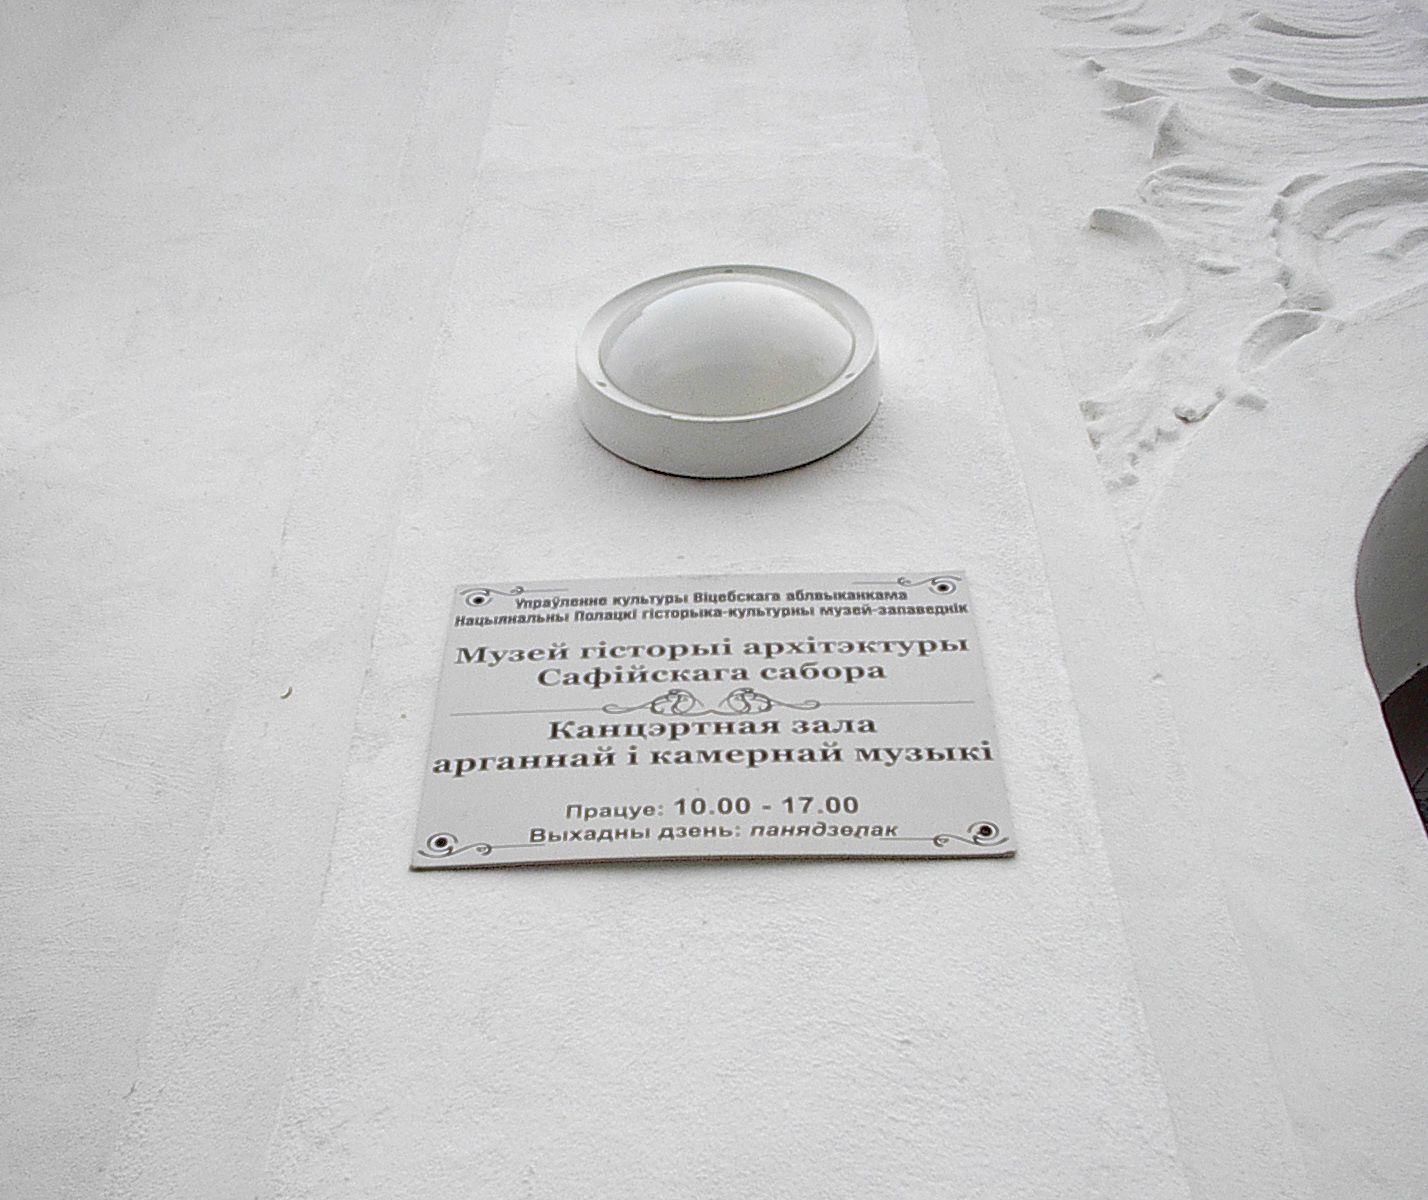 Упраўленне культуры Віцебскага аблвыканкама
Нацыянальны Полацкі гісторыка-культурны музей-запаведнік
Музей гісторыі архітэктуры
Сафійскага сабора
Канцэртная зала
арганнай і камернай музыкі
Працуе: 10.00 - 17.00
Выхадны дзень: панядзелак